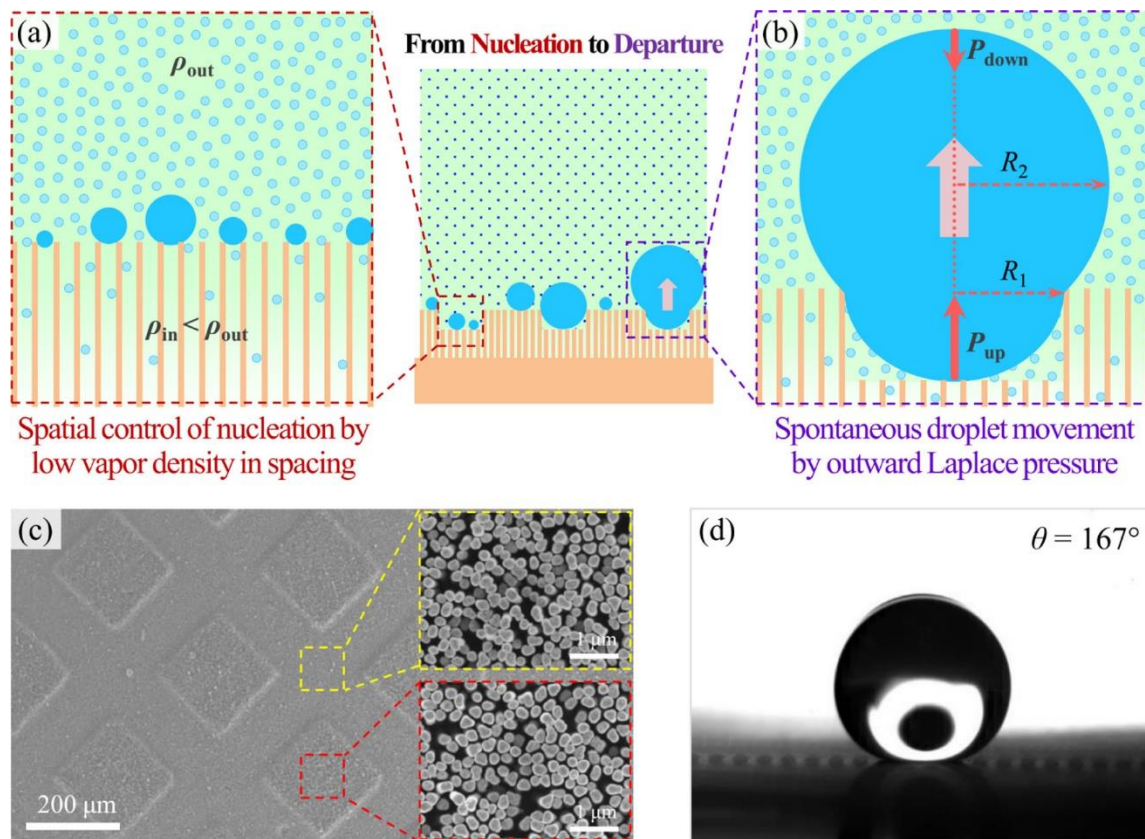 (a)
ρout
ρin < ρout
Spatial control of nucleation by
low vapor density in spacing
From Nucleation to Departure
(b)
Pdown
R2
R1
Pup
Spontaneous droplet movement
by outward Laplace pressure
(c)
200 μm
1 μm
1 μm
(d)
θ = 167°